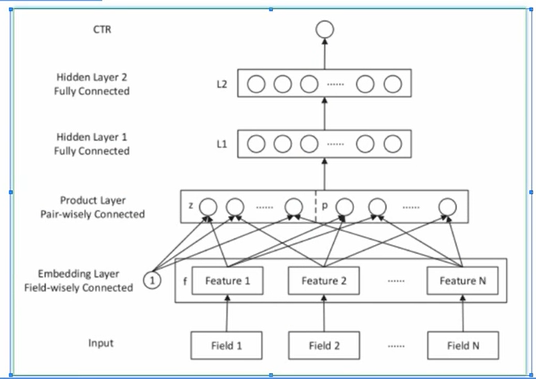 CTR
Hidden Layer 2
Fully Connected
L2
......
Hidden Layer 1
Fully Connected
L1
......
Product Layer
Pair-wisely Connected
z
......
p
......
Embedding Layer
Field-wisely Connected
1
f
Feature 1
Feature 2
......
Feature N
Input
Field 1
Field 2
......
Field N